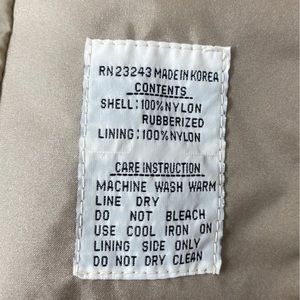 RN 23243 MADE IN KOREA
CONTENTS
SHELL: 100% NYLON
RUBBERIZED
LINING: 100% NYLON
CARE INSTRUCTION
MACHINE WASH WARM
LINE DRY
DO NOT BLEACH
USE COOL IRON ON
LINING SIDE ONLY
DO NOT DRY CLEAN